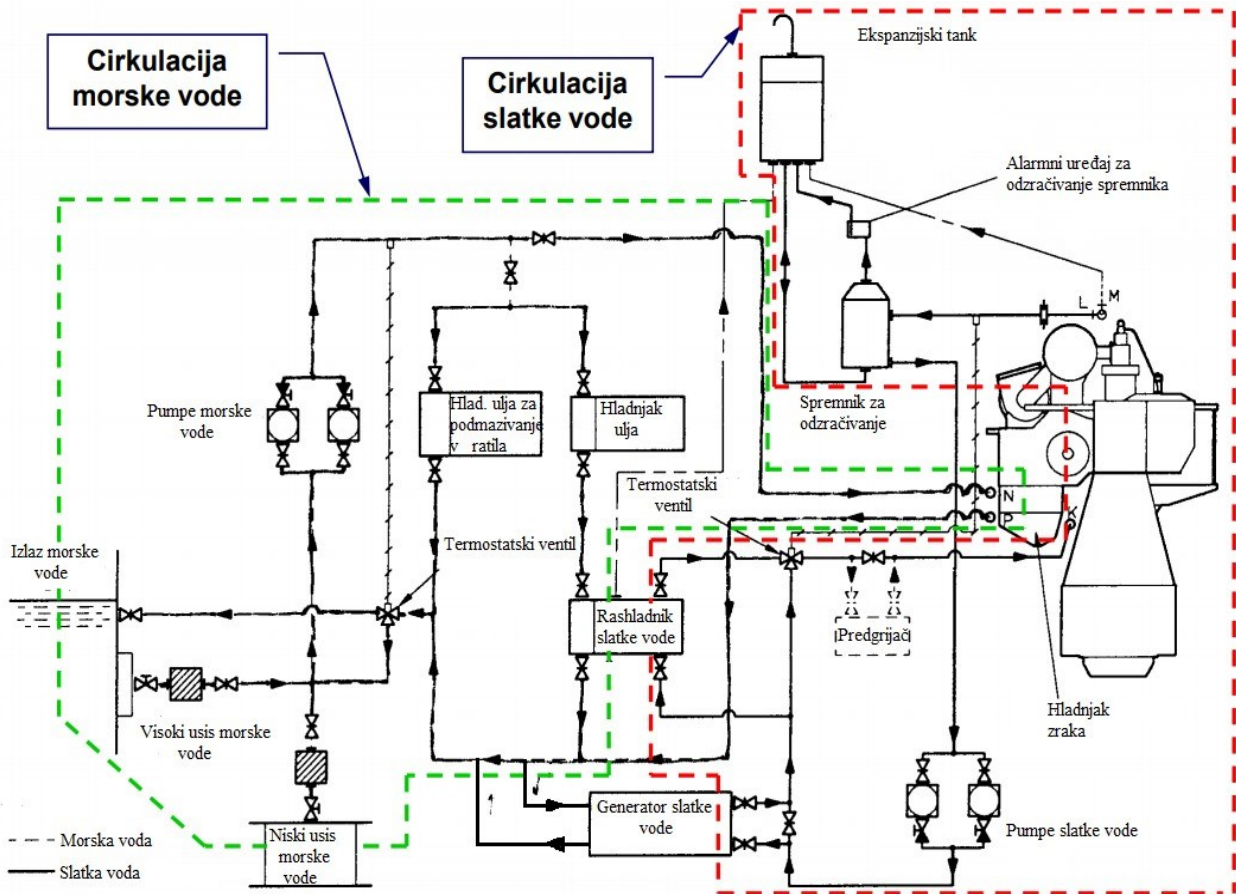 Cirkulacija
morske vode
Cirkulacija
slatke vode
Ekspanzijski tank
Alarmni uređaj za
odzračivanje spremnika
L
M
Pumpe morske
vode
Hlad. ulja za
podmazivanje
v ratila
Hladnjak
ulja
Spremnik za
odzračivanje
Termostatski
ventil
N
P
K
Izlaz morske
vode
Termostatski ventil
Rashladnik
slatke vode
Predgrijač
Visoki usis morske
vode
Hladnjak
zraka
Generator slatke
vode
Pumpe slatke vode
Niski usis
morske
vode
Morska voda
Slatka voda